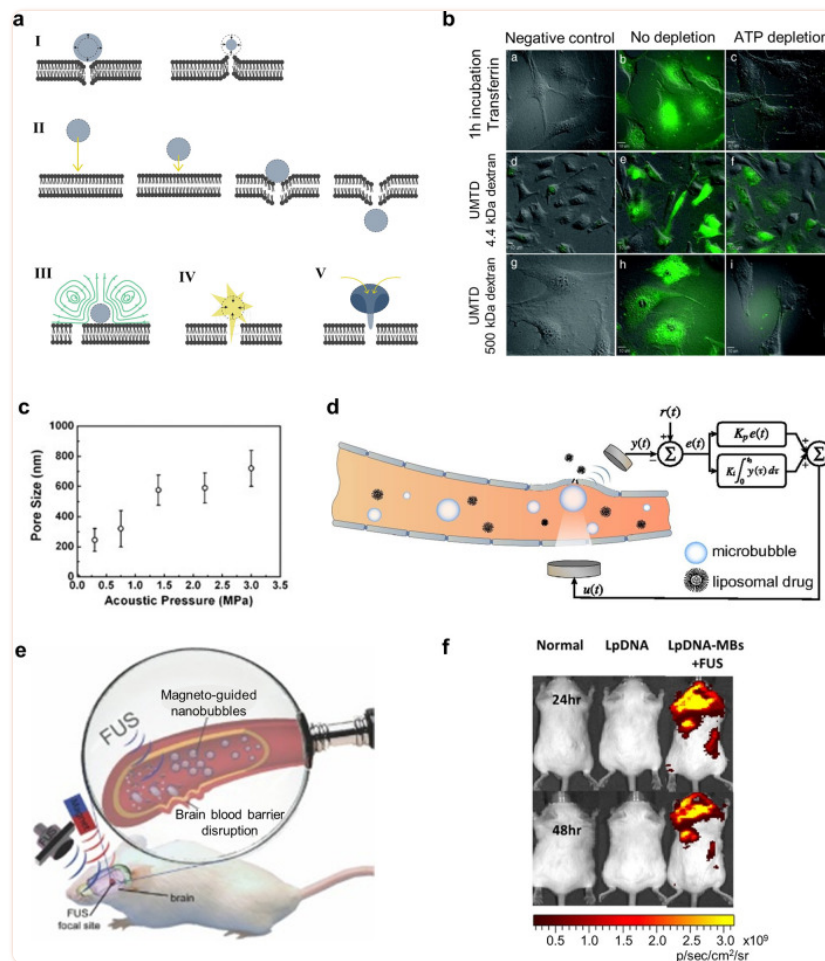 a
I
II
III
IV
V
b
Negative control
No depletion
ATP depletion
1h incubation
Transferrin
a
b
c
UMTD
4.4 kDa dextran
d
e
f
UMTD
500 kDa dextran
g
h
i
c
Pore Size (nm)
1000
800
600
400
200
0
0.0 0.5 1.0 1.5 2.0 2.5 3.0 3.5
Acoustic Pressure (MPa)
d
r(t)
y(t)
Σ
e(t)
K_p e(t)
Σ
u(t)
microbubble
liposomal drug
e
Magneto-guided
nanobubbles
FUS
Brain blood barrier
disruption
FUS
focal site
brain
f
Normal
LpDNA
LpDNA-MBs
+FUS
24hr
48hr
0.5 1.0 1.5 2.0 2.5 3.0 x10⁹
p/sec/cm²/sr